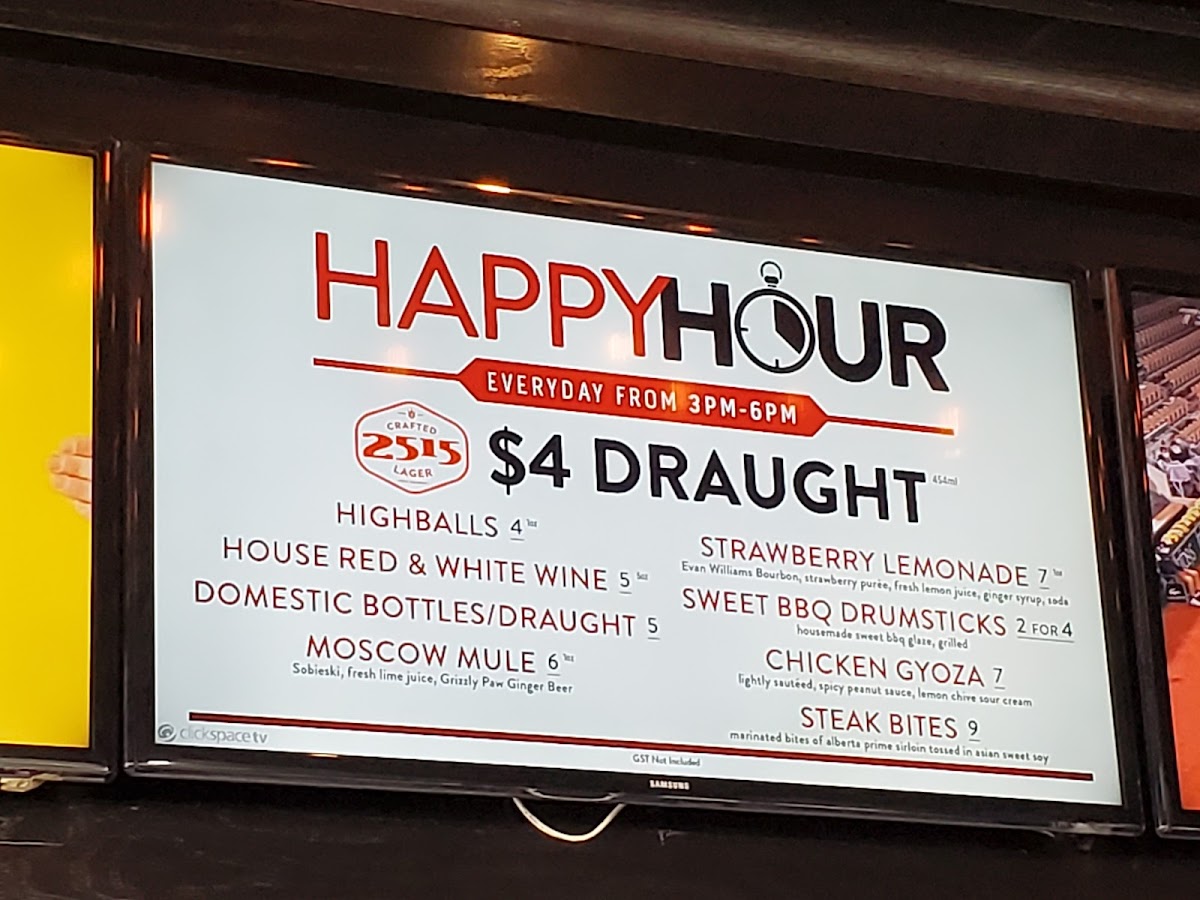 HAPPYHOUR
EVERYDAY FROM 3PM-6PM
CRAFTED
2515
LAGER
$4 DRAUGHT 454ml
HIGHBALLS 4 1oz
HOUSE RED & WHITE WINE 5 5oz
DOMESTIC BOTTLES/DRAUGHT 5
MOSCOW MULE 6 1oz
Sobieski, fresh lime juice, Grizzly Paw Ginger Beer
STRAWBERRY LEMONADE 7 1oz
Evan Williams Bourbon, strawberry purée, fresh lemon juice, ginger syrup, soda
SWEET BBQ DRUMSTICKS 2 FOR 4
housemade sweet bbq glaze, grilled
CHICKEN GYOZA 7
lightly sautéed, spicy peanut sauce, lemon chive sour cream
STEAK BITES 9
marinated bites of alberta prime sirloin tossed in asian sweet soy
clickspace tv
GST Not Included
SAMSUNG